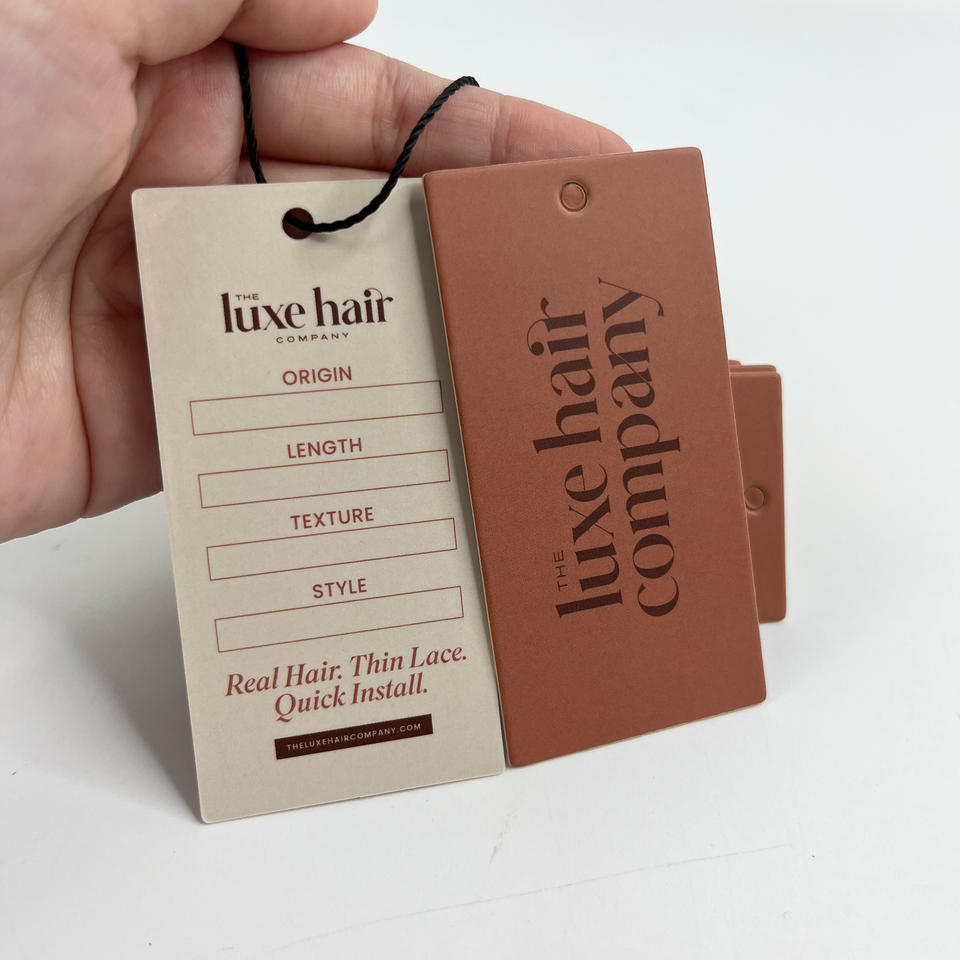 THE
luxe hair
COMPANY
ORIGIN
LENGTH
TEXTURE
STYLE
Real Hair. Thin Lace.
Quick Install.
THELUXEHAIRCOMPANY.COM
THE
luxe hair
company